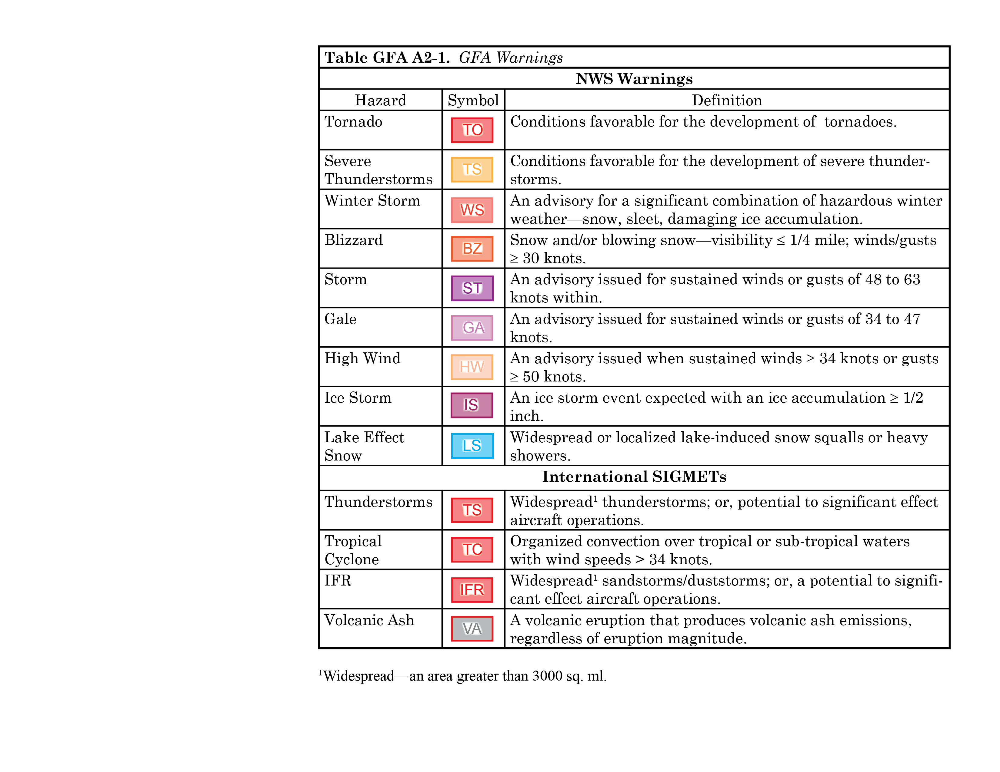 Table GFA A2-1. GFA Warnings
NWS Warnings
Hazard Symbol Definition
Tornado TO Conditions favorable for the development of tornadoes.
Severe TS Conditions favorable for the development of severe thunder-
Thunderstorms storms.
Winter Storm WS An advisory for a significant combination of hazardous winter
weather—snow, sleet, damaging ice accumulation.
Blizzard BZ Snow and/or blowing snow—visibility ≤ 1/4 mile; winds/gusts
≥ 30 knots.
Storm ST An advisory issued for sustained winds or gusts of 48 to 63
knots within.
Gale GA An advisory issued for sustained winds or gusts of 34 to 47
knots.
High Wind HW An advisory issued when sustained winds ≥ 34 knots or gusts
≥ 50 knots.
Ice Storm IS An ice storm event expected with an ice accumulation ≥ 1/2
inch.
Lake Effect LS Widespread or localized lake-induced snow squalls or heavy
Snow showers.
International SIGMETs
Thunderstorms TS Widespread¹ thunderstorms; or, potential to significant effect
aircraft operations.
Tropical TC Organized convection over tropical or sub-tropical waters
Cyclone with wind speeds > 34 knots.
IFR IFR Widespread¹ sandstorms/duststorms; or, a potential to signifi-
cant effect aircraft operations.
Volcanic Ash VA A volcanic eruption that produces volcanic ash emissions,
regardless of eruption magnitude.
¹Widespread—an area greater than 3000 sq. ml.